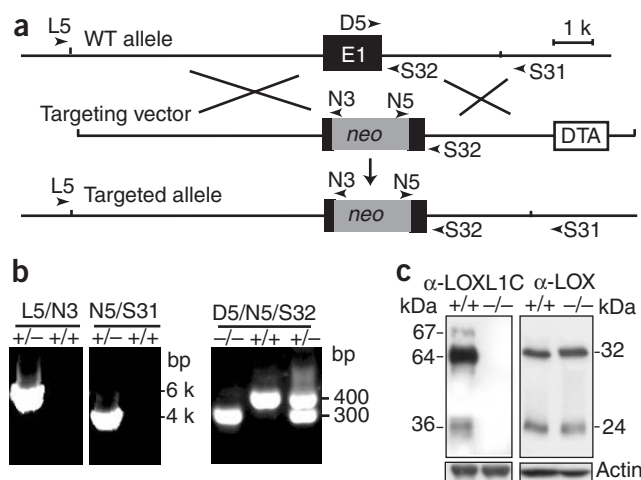 a
L5
WT allele
D5
1 k
E1
S32
S31
Targeting vector
N3
N5
neo
S32
DTA
L5
Targeted allele
N3
N5
neo
S32
S31
b
L5/N3
N5/S31
D5/N5/S32
+/– +/+
+/– +/+
–/– +/+ +/–
bp
bp
6 k
4 k
400
300
c
α-LOXL1C
α-LOX
kDa
+/+ –/–
+/+ –/–
kDa
67
64
36
32
24
Actin